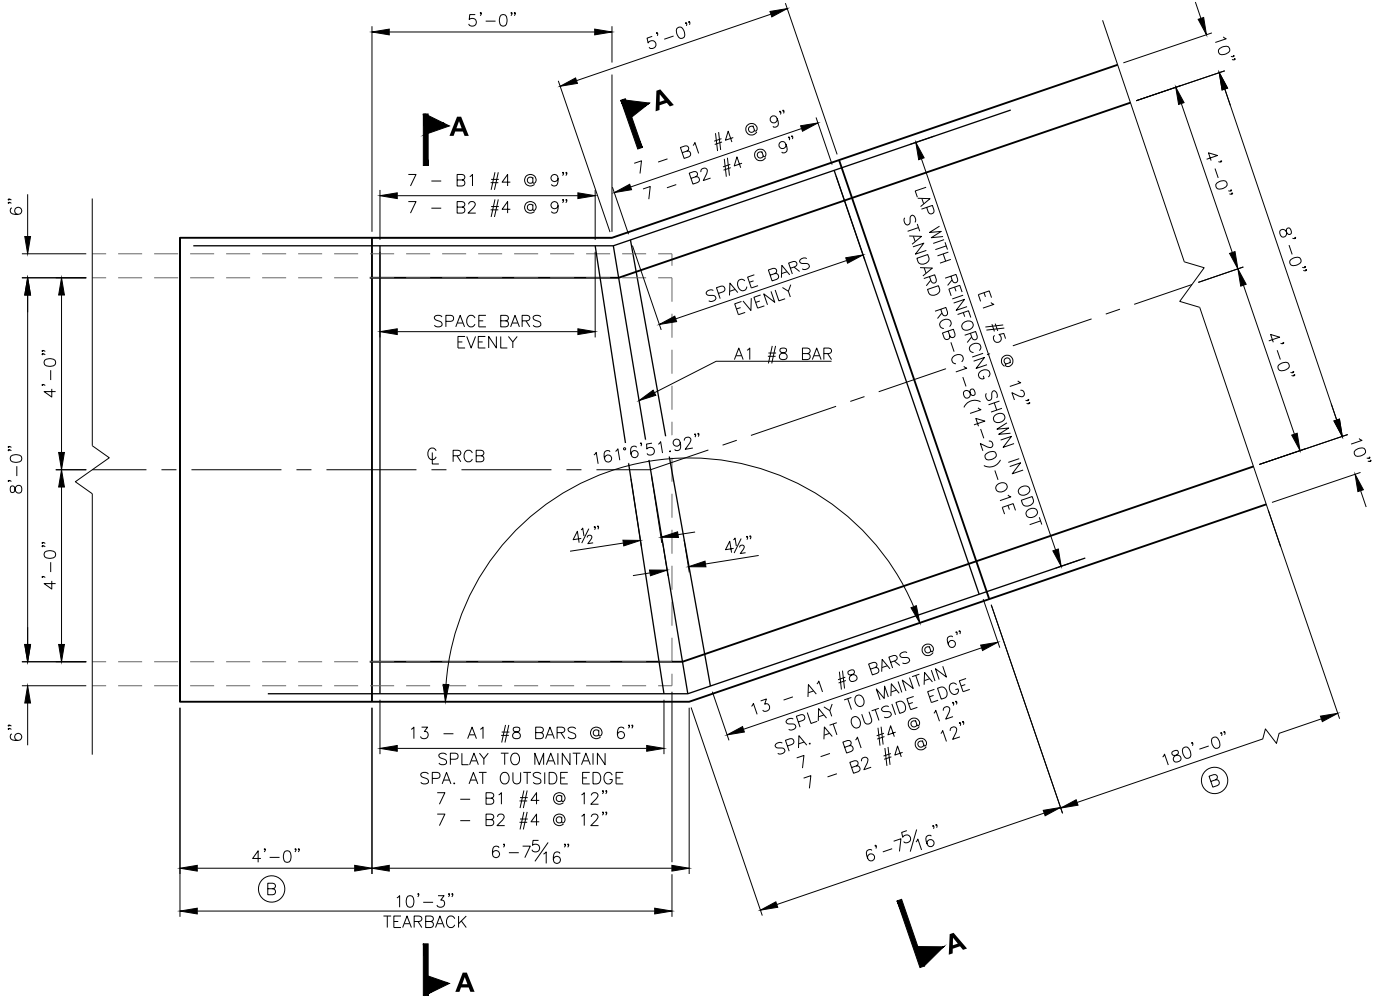 5'-0"
5'-0"
10"
A
A
7 - B1 #4 @ 9"
7 - B2 #4 @ 9"
7 - B1 #4 @ 9"
7 - B2 #4 @ 9"
6"
4'-0"
8'-0"
LAP WITH REINFORCING SHOWN IN ODOT
STANDARD RCB-C1-8(14-20)-01E
E1 #5 @ 12"
SPACE BARS
EVENLY
SPACE BARS
EVENLY
A1 #8 BAR
4'-0"
4'-0"
8'-0"
℄ RCB
161°6'51.92"
10"
4'-0"
4½"
4½"
6"
13 - A1 #8 BARS @ 6"
SPLAY TO MAINTAIN
SPA. AT OUTSIDE EDGE
7 - B1 #4 @ 12"
7 - B2 #4 @ 12"
13 - A1 #8 BARS @ 6"
SPLAY TO MAINTAIN
SPA. AT OUTSIDE EDGE
7 - B1 #4 @ 12"
7 - B2 #4 @ 12"
180'-0"
B
4'-0"
B
6'-7 5/16"
6'-7 5/16"
10'-3"
TEARBACK
A
A